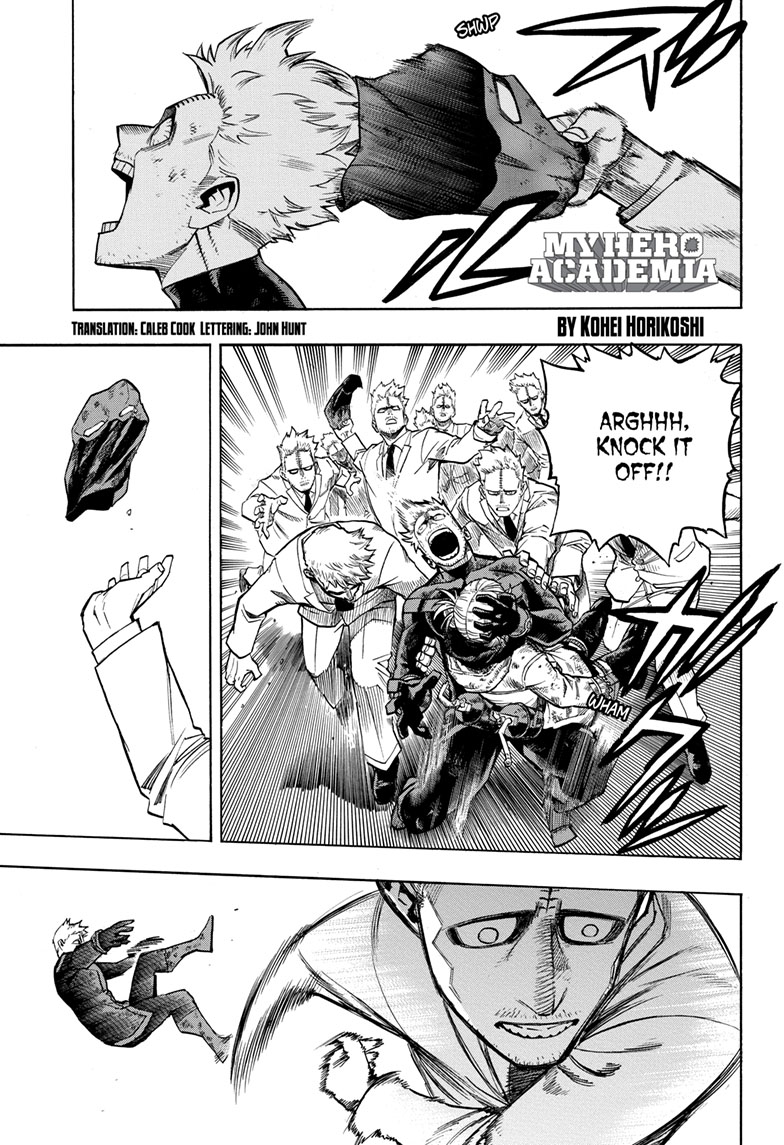 SHWP
MY HERO
ACADEMIA
TRANSLATION: CALEB COOK LETTERING: JOHN HUNT
BY KOHEI HORIKOSHI
ARGHHH,
KNOCK IT
OFF!!
WHAM